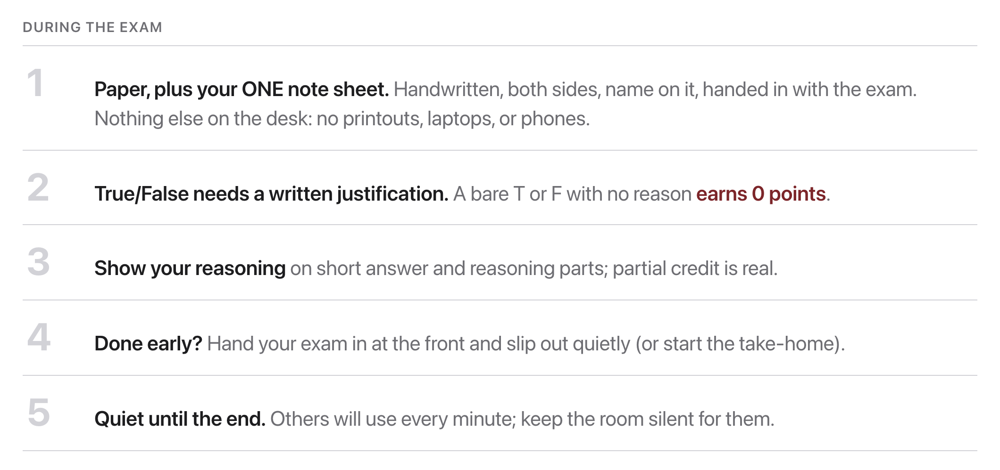 DURING THE EXAM
1
Paper, plus your ONE note sheet. Handwritten, both sides, name on it, handed in with the exam.
Nothing else on the desk: no printouts, laptops, or phones.
2
True/False needs a written justification. A bare T or F with no reason earns 0 points.
3
Show your reasoning on short answer and reasoning parts; partial credit is real.
4
Done early? Hand your exam in at the front and slip out quietly (or start the take-home).
5
Quiet until the end. Others will use every minute; keep the room silent for them.